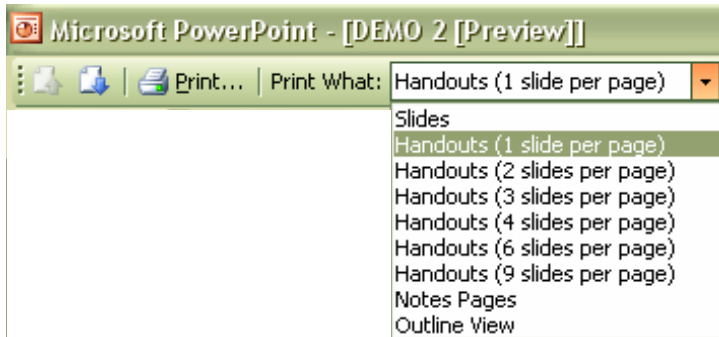 Microsoft PowerPoint - [DEMO 2 [Preview]]
Print... Print What: Handouts (1 slide per page)
Slides
Handouts (1 slide per page)
Handouts (2 slides per page)
Handouts (3 slides per page)
Handouts (4 slides per page)
Handouts (6 slides per page)
Handouts (9 slides per page)
Notes Pages
Outline View